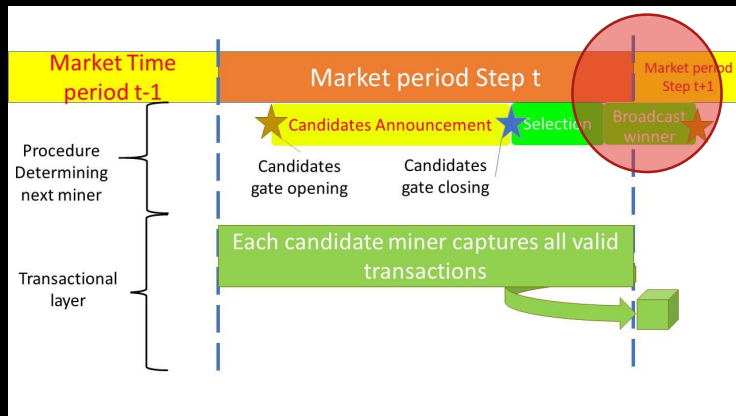 Market Time
period t-1
Market period Step t
Market period
Step t+1
Candidates Announcement
Selection
Broadcast
winner
Procedure
Determining
next miner
Candidates
gate opening
Candidates
gate closing
Each candidate miner captures all valid
transactions
Transactional
layer